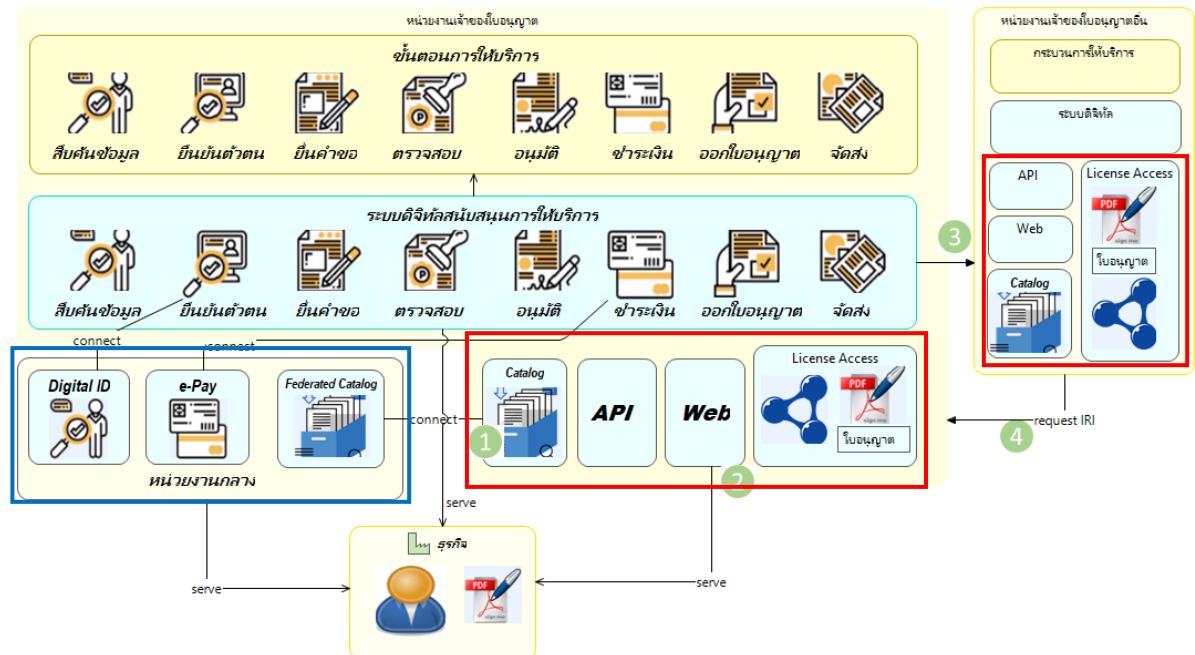 หน่วยงานเจ้าของใบอนุญาต
ขั้นตอนการให้บริการ
สืบค้นข้อมูล ยืนยันตัวตน ยื่นคำขอ ตรวจสอบ อนุมัติ ชำระเงิน ออกใบอนุญาต จัดส่ง
ระบบดิจิทัลสนับสนุนการให้บริการ
สืบค้นข้อมูล ยืนยันตัวตน ยื่นคำขอ ตรวจสอบ อนุมัติ ชำระเงิน ออกใบอนุญาต จัดส่ง
หน่วยงานเจ้าของใบอนุญาตอื่น
กระบวนการให้บริการ
ระบบดิจิทัล
API
License Access
PDF
sign me
Web
ใบอนุญาต
Catalog
3
connect
connect
Digital ID
e-Pay
Federated Catalog
หน่วยงานกลาง
connect
Catalog
1
API
Web
2
License Access
PDF
sign me
ใบอนุญาต
4
request IRI
serve
serve
serve
ธุรกิจ
PDF
sign me